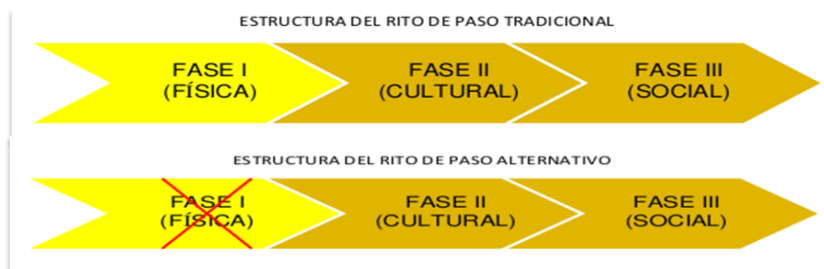 ESTRUCTURA DEL RITO DE PASO TRADICIONAL
FASE I
(FÍSICA)
FASE II
(CULTURAL)
FASE III
(SOCIAL)
ESTRUCTURA DEL RITO DE PASO ALTERNATIVO
FASE I
(FÍSICA)
FASE II
(CULTURAL)
FASE III
(SOCIAL)